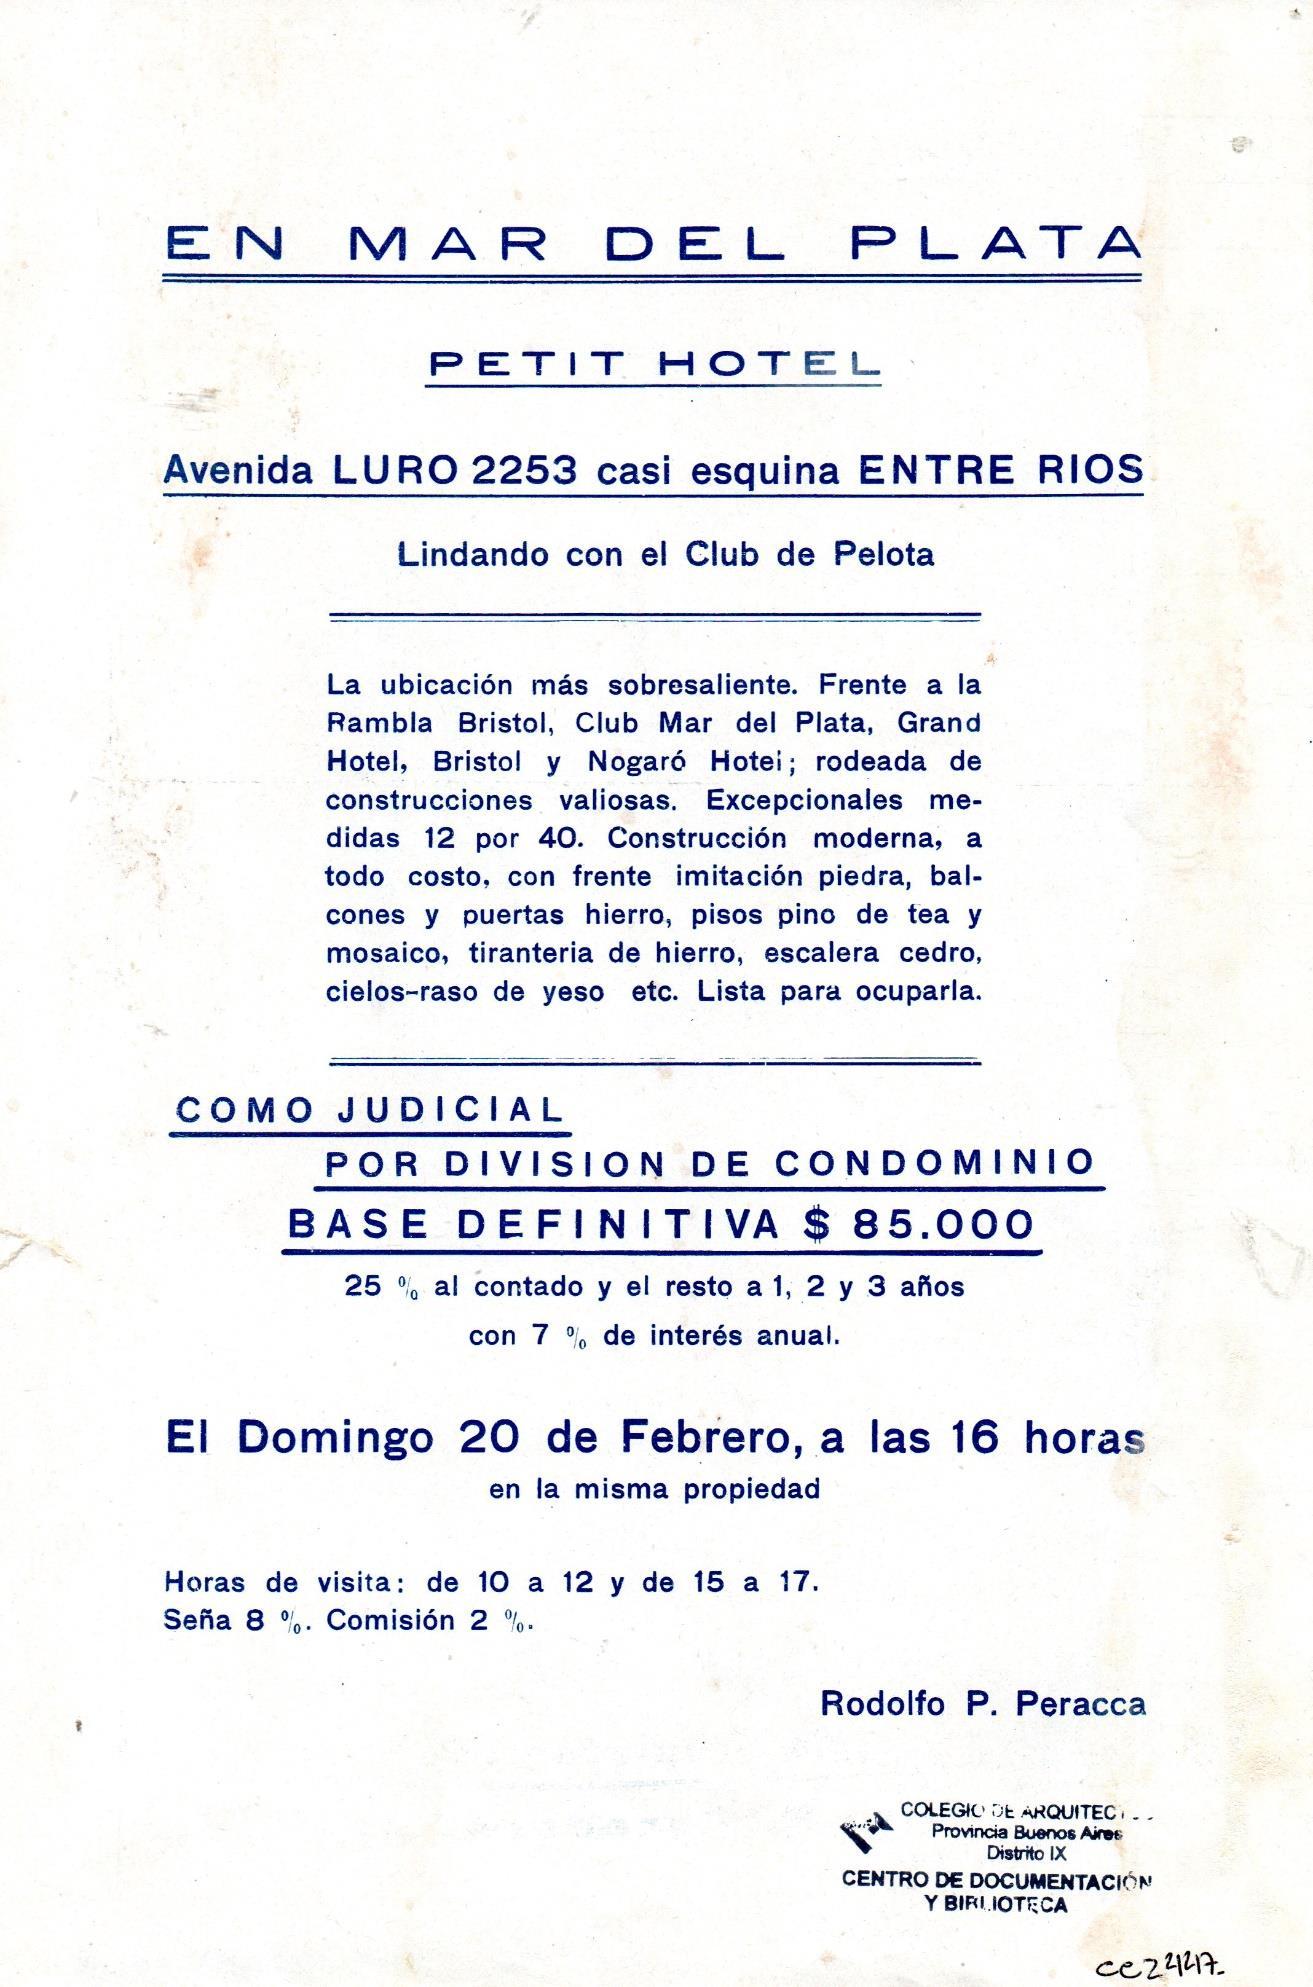 EN MAR DEL PLATA
PETIT HOTEL
Avenida LURO 2253 casi esquina ENTRE RIOS
Lindando con el Club de Pelota
La ubicación más sobresaliente. Frente a la
Rambla Bristol, Club Mar del Plata, Grand
Hotel, Bristol y Nogaró Hotel; rodeada de
construcciones valiosas. Excepcionales me-
didas 12 por 40. Construcción moderna, a
todo costo, con frente imitación piedra, bal-
cones y puertas hierro, pisos pino de tea y
mosaico, tiranteria de hierro, escalera cedro,
cielos-raso de yeso etc. Lista para ocuparla.
COMO JUDICIAL
POR DIVISION DE CONDOMINIO
BASE DEFINITIVA $ 85.000
25 % al contado y el resto a 1, 2 y 3 años
con 7 % de interés anual.
El Domingo 20 de Febrero, a las 16 horas
en la misma propiedad
Horas de visita: de 10 a 12 y de 15 a 17.
Seña 8 %. Comisión 2 %.
Rodolfo P. Peracca
COLEGIO DE ARQUITECTOS
Provincia Buenos Aires
Distrito IX
CENTRO DE DOCUMENTACIÓN
Y BIBLIOTECA